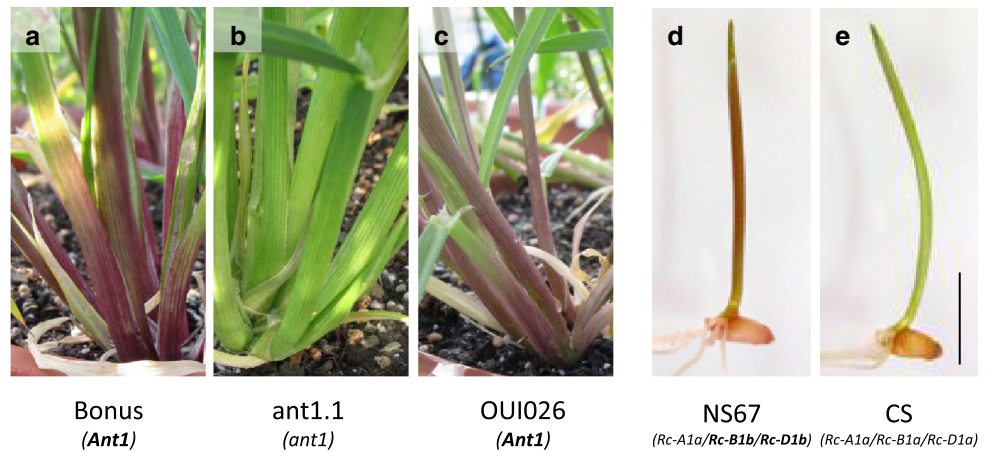 a b c d e
Bonus ant1.1 OUI026 NS67 CS
(Ant1) (ant1) (Ant1) (Rc-A1a/Rc-B1b/Rc-D1b) (Rc-A1a/Rc-B1a/Rc-D1a)